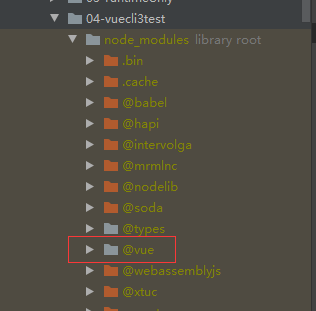 03-runtimeonly
04-vuecli3test
node_modules library root
.bin
.cache
@babel
@hapi
@intervolga
@mrmlnc
@nodelib
@soda
@types
@vue
@webassemblyjs
@xtuc